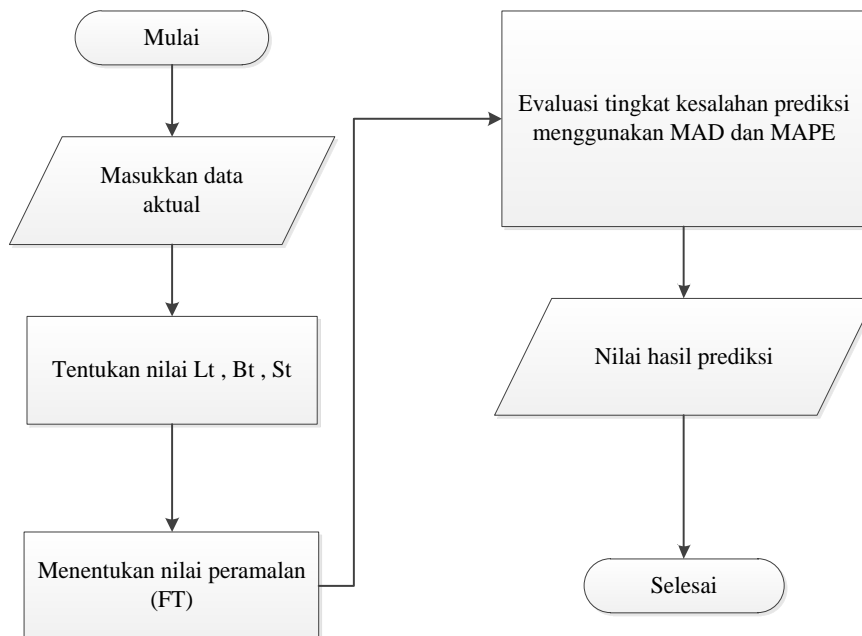 Mulai
Masukkan data
aktual
Tentukan nilai Lt , Bt , St
Menentukan nilai peramalan
(FT)
Evaluasi tingkat kesalahan prediksi
menggunakan MAD dan MAPE
Nilai hasil prediksi
Selesai